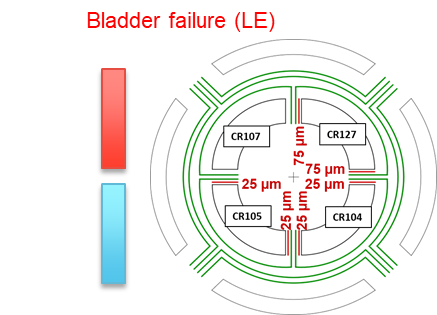 Bladder failure (LE)
CR107
CR127
75 µm
75 µm
25 µm
25 µm
25 µm
25 µm
CR105
CR104